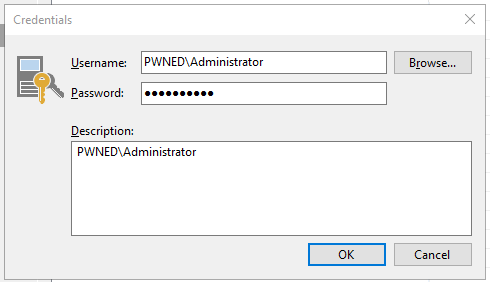 Credentials
Username: PWNED\Administrator Browse...
Password: ●●●●●●●●●●
Description:
PWNED\Administrator
OK Cancel